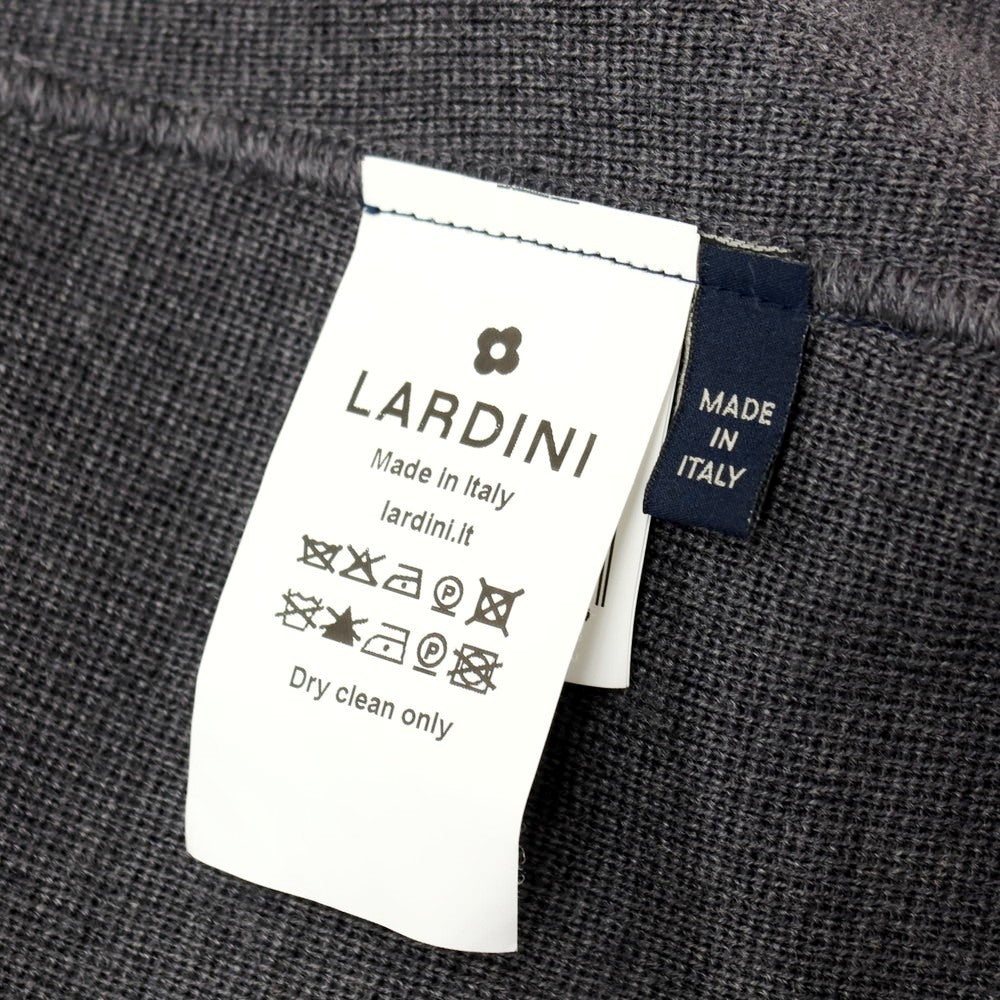 LARDINI
Made in Italy
lardini.it
P
P
Dry clean only
MADE
IN
ITALY